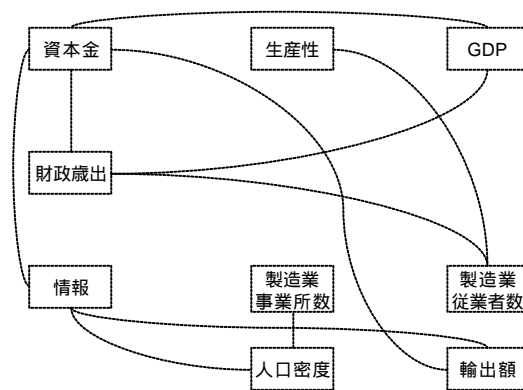 資本金
生産性
GDP
財政歳出
情報
製造業
事業所数
製造業
従業者数
人口密度
輸出額